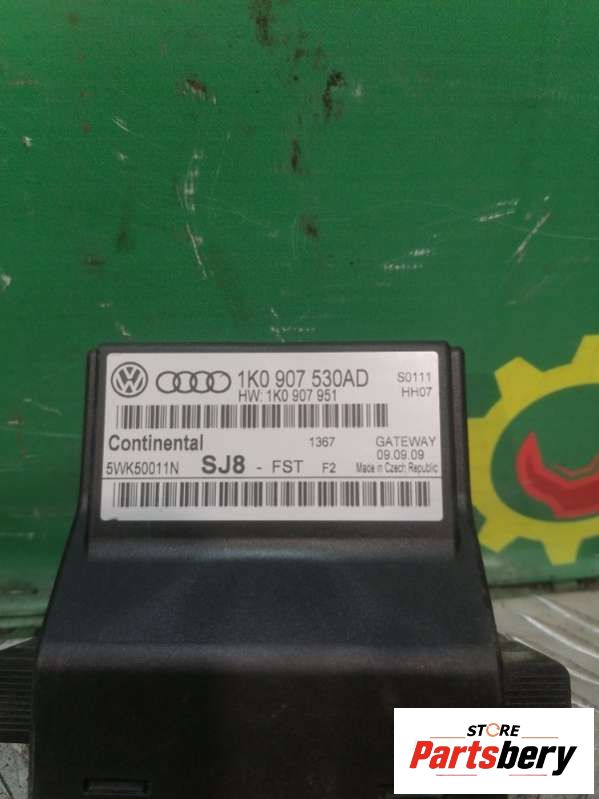 1K0 907 530AD
HW: 1K0 907 951
S0111
HH07
Continental
1367
GATEWAY
09.09.09
5WK50011N
SJ8 - FST F2
Made in Czech Republic
STORE
Partsbery